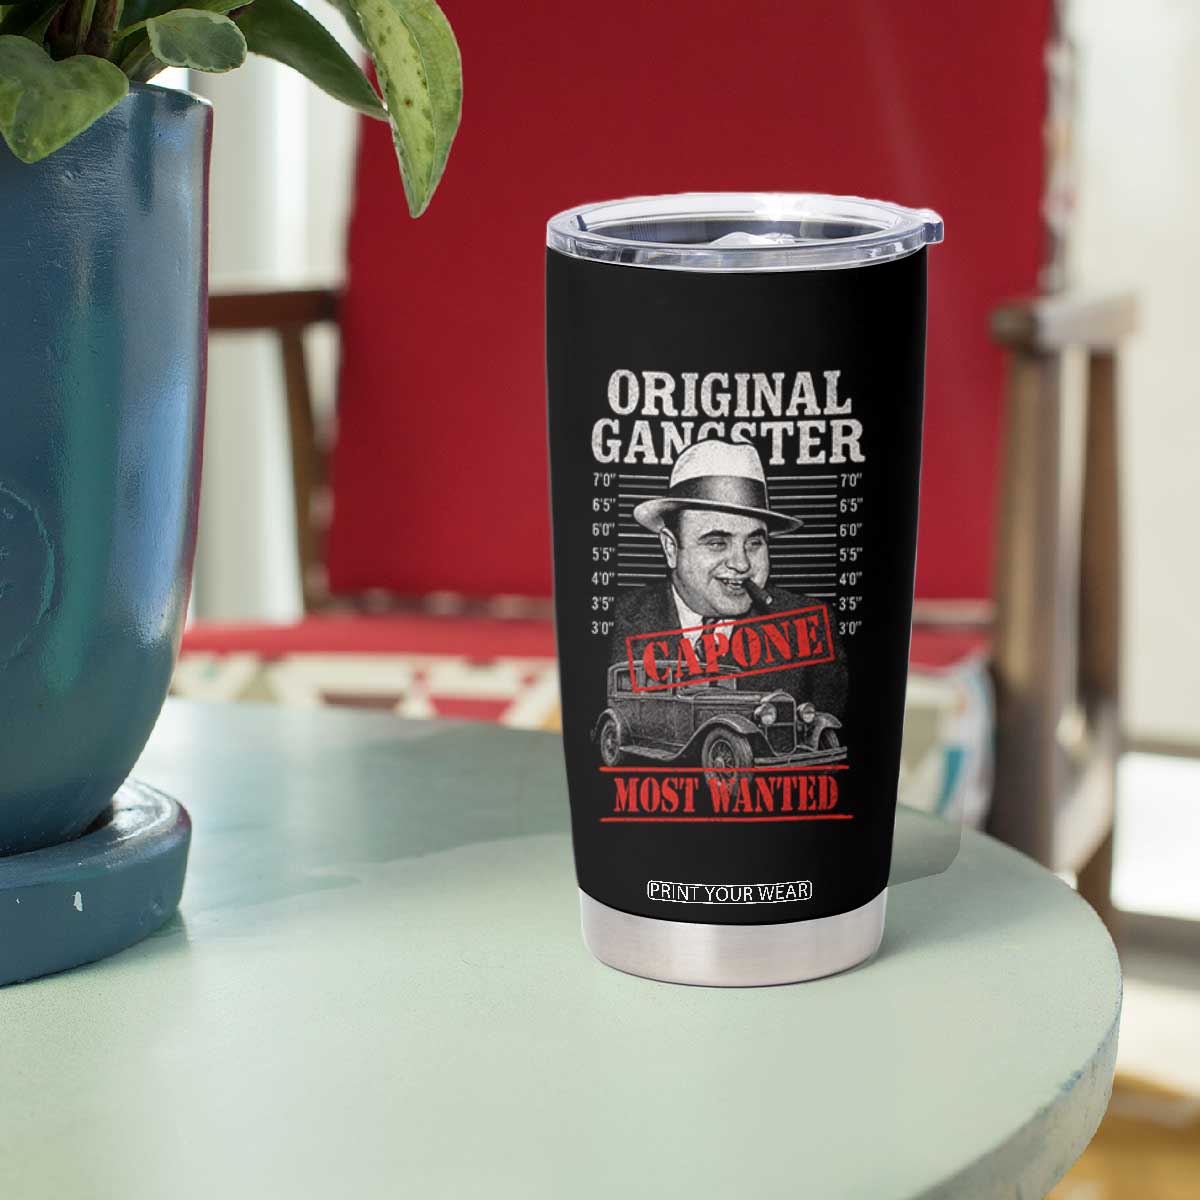 ORIGINAL
GANGSTER
7'0" 7'0"
6'5" 6'5"
6'0" 6'0"
5'5" 5'5"
4'0" 4'0"
3'5" 3'5"
3'0" 3'0"
CAPONE
MOST WANTED
PRINT YOUR WEAR